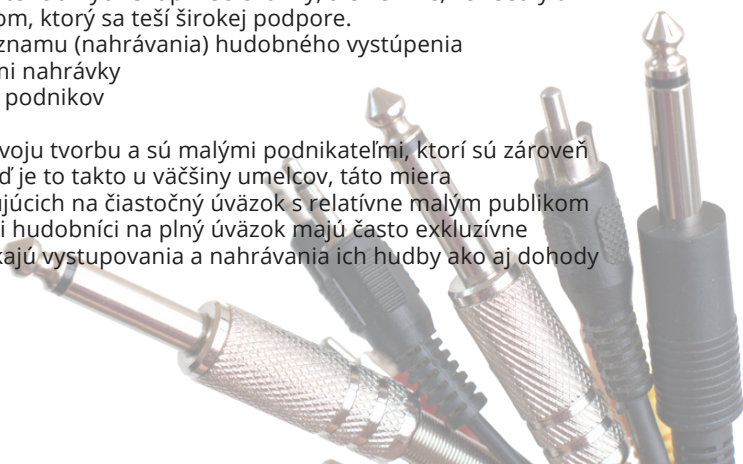 om, ktorý sa teší širokej podpore.
znamu (nahrávania) hudobného vystúpenia
ni nahrávky
podnikov
voju tvorbu a sú malými podnikateľmi, ktorí sú zároveň
ď je to takto u väčšiny umelcov, táto miera
ujúcich na čiastočný úväzok s relatívne malým publikom
i hudobníci na plný úväzok majú často exkluzívne
kajú vystupovania a nahrávania ich hudby ako aj dohody